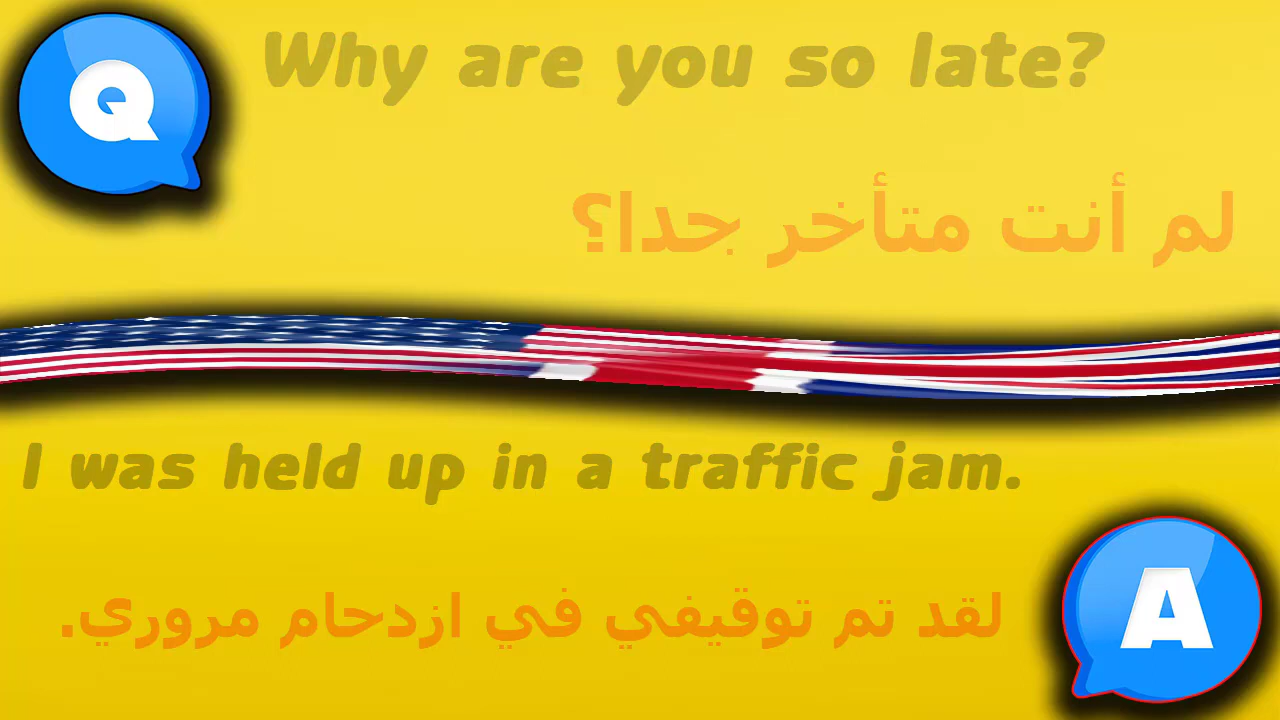 Q
Why are you so late?
لم أنت متأخر جدا؟
I was held up in a traffic jam.
لقد تم توقيفي في ازدحام مروري.
A